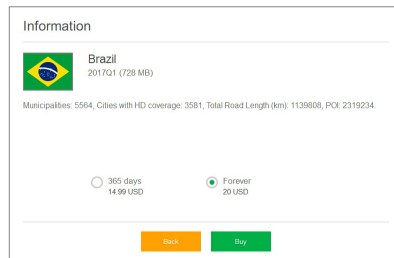 Information
Brazil
2017Q1 (728 MB)
Municipalities: 5564, Cities with HD coverage: 3581, Total Road Length (km): 1139808, POI: 2319234.
365 days
14.99 USD
Forever
20 USD
Back
Buy